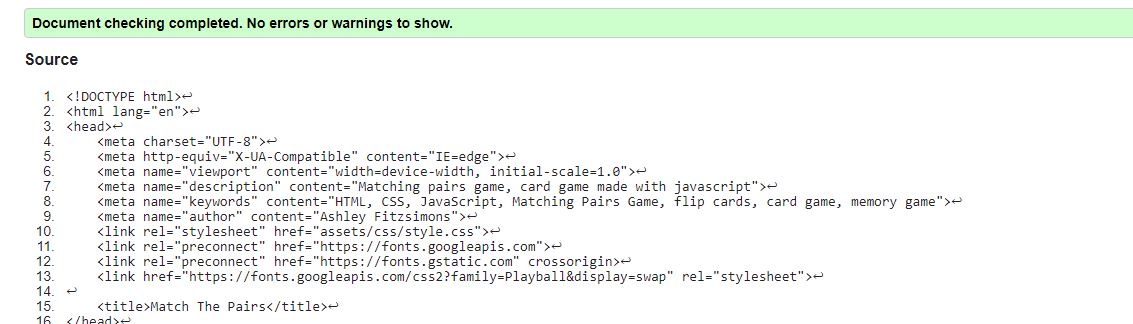 Document checking completed. No errors or warnings to show.
Source
1. <!DOCTYPE html>↩
2. <html lang="en">↩
3. <head>↩
4. <meta charset="UTF-8">↩
5. <meta http-equiv="X-UA-Compatible" content="IE=edge">↩
6. <meta name="viewport" content="width=device-width, initial-scale=1.0">↩
7. <meta name="description" content="Matching pairs game, card game made with javascript">↩
8. <meta name="keywords" content="HTML, CSS, JavaScript, Matching Pairs Game, flip cards, card game, memory game">↩
9. <meta name="author" content="Ashley Fitzsimons">↩
10. <link rel="stylesheet" href="assets/css/style.css">↩
11. <link rel="preconnect" href="https://fonts.googleapis.com">↩
12. <link rel="preconnect" href="https://fonts.gstatic.com" crossorigin>↩
13. <link href="https://fonts.googleapis.com/css2?family=Playball&display=swap" rel="stylesheet">↩
14. ↩
15. <title>Match The Pairs</title>↩
16. </head>↩